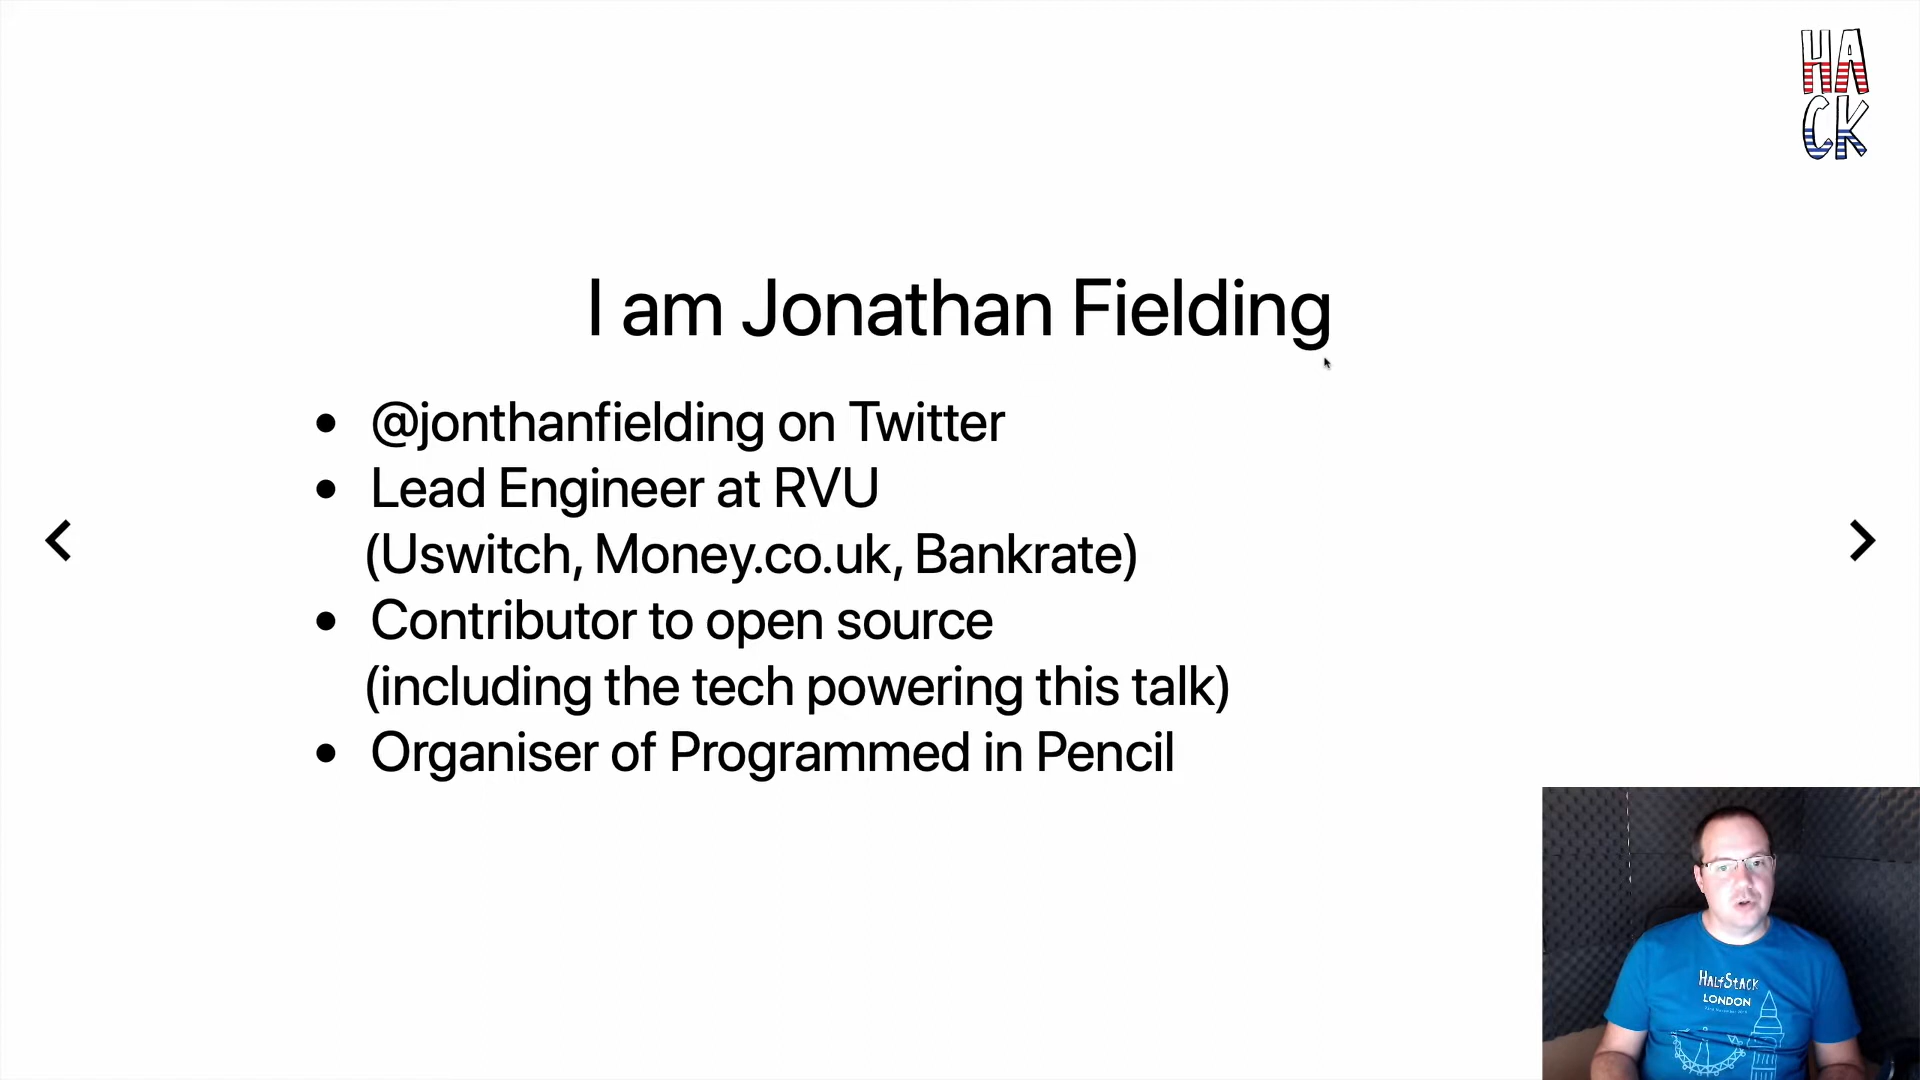 HA
CK
I am Jonathan Fielding
@jonthanfielding on Twitter
Lead Engineer at RVU
(Uswitch, Money.co.uk, Bankrate)
Contributor to open source
(including the tech powering this talk)
Organiser of Programmed in Pencil
HALFSTACK
LONDON